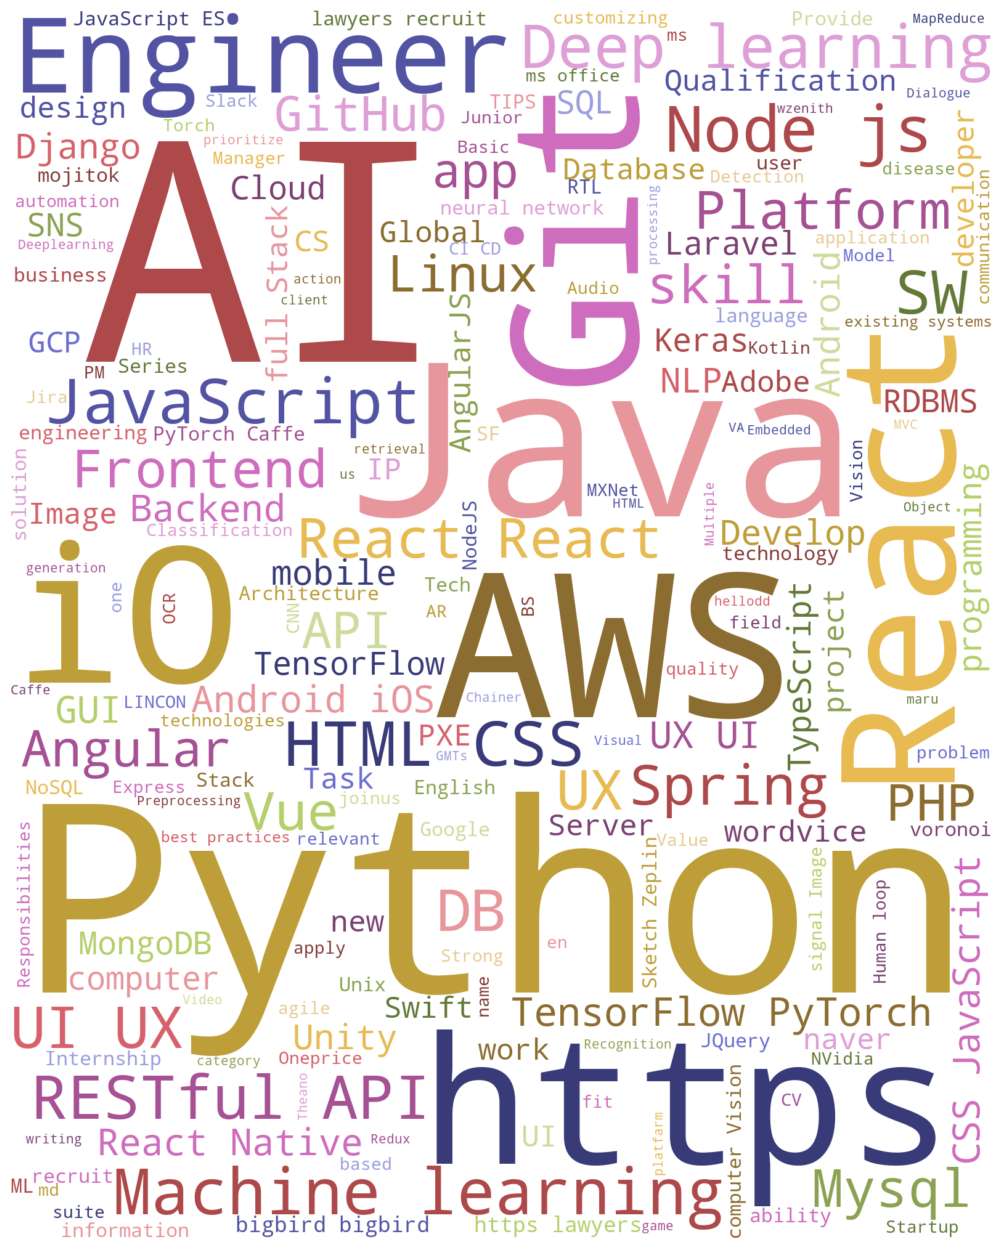 JavaScript ES
lawyers recruit
customizing
Provide
MapReduce
Engineer
Deep learning
ms
ms office
Qualification
Dialogue
design
Slack
GitHub
TIPS
SQL
Junior
wzenith
Torch
prioritize
Node js
developer
Django
Manager
Basic
Git
Database
user
disease
mojitok
AI
Cloud
app
RTL
Detection
communication
automation
neural network
processing
Platform
SNS
full Stack
CS
Global
Deeplearning
CI CD
Laravel
application
Model
business
action
Linux
Audio
skill
Android
SW
client
language
existing systems
GCP
HR
AngularJS
Keras
Kotlin
PM
Series
NLP
Adobe
React
RDBMS
Jira
JavaScript
Java
MVC
engineering
PyTorch Caffe
SF
VA
Embedded
retrieval
solution
Frontend
us
IP
Vision
programming
MXNet
HTML
Multiple
Object
Image
Backend
Classification
React React
NodeJS
Develop
technology
iO
generation
one
OCR
mobile
Architecture
Tech
AWS
CNN
API
AR
BS
hellodd
field
TypeScript
project
TensorFlow
quality
Caffe
GUI
LINCON
Android iOS
Chainer
maru
technologies
Angular
HTML
PXE
CSS
GMTs
Visual
UX UI
problem
NoSQL
Express
Stack
Task
English
UX
Spring
PHP
Preprocessing
Vue
joinus
best practices
relevant
Google
Server
wordvice
voronoi
Responsibilities
Python
Sketch Zeplin
Value
signal Image
Human loop
CSS JavaScript
new
DB
MongoDB
apply
Strong
en
computer
Video
Unix
name
agile
Swift
TensorFlow PyTorch
UI UX
Unity
Internship
category
Oneprice
work
https
Recognition
JQuery
naver
NVidia
RESTful API
Theano
fit
CV
computer Vision
writing
React Native
Redux
UI
platfarm
based
ML
md
recruit
Machine learning
Mysql
suite
ability
information
bigbird bigbird
https lawyers
game
Startup